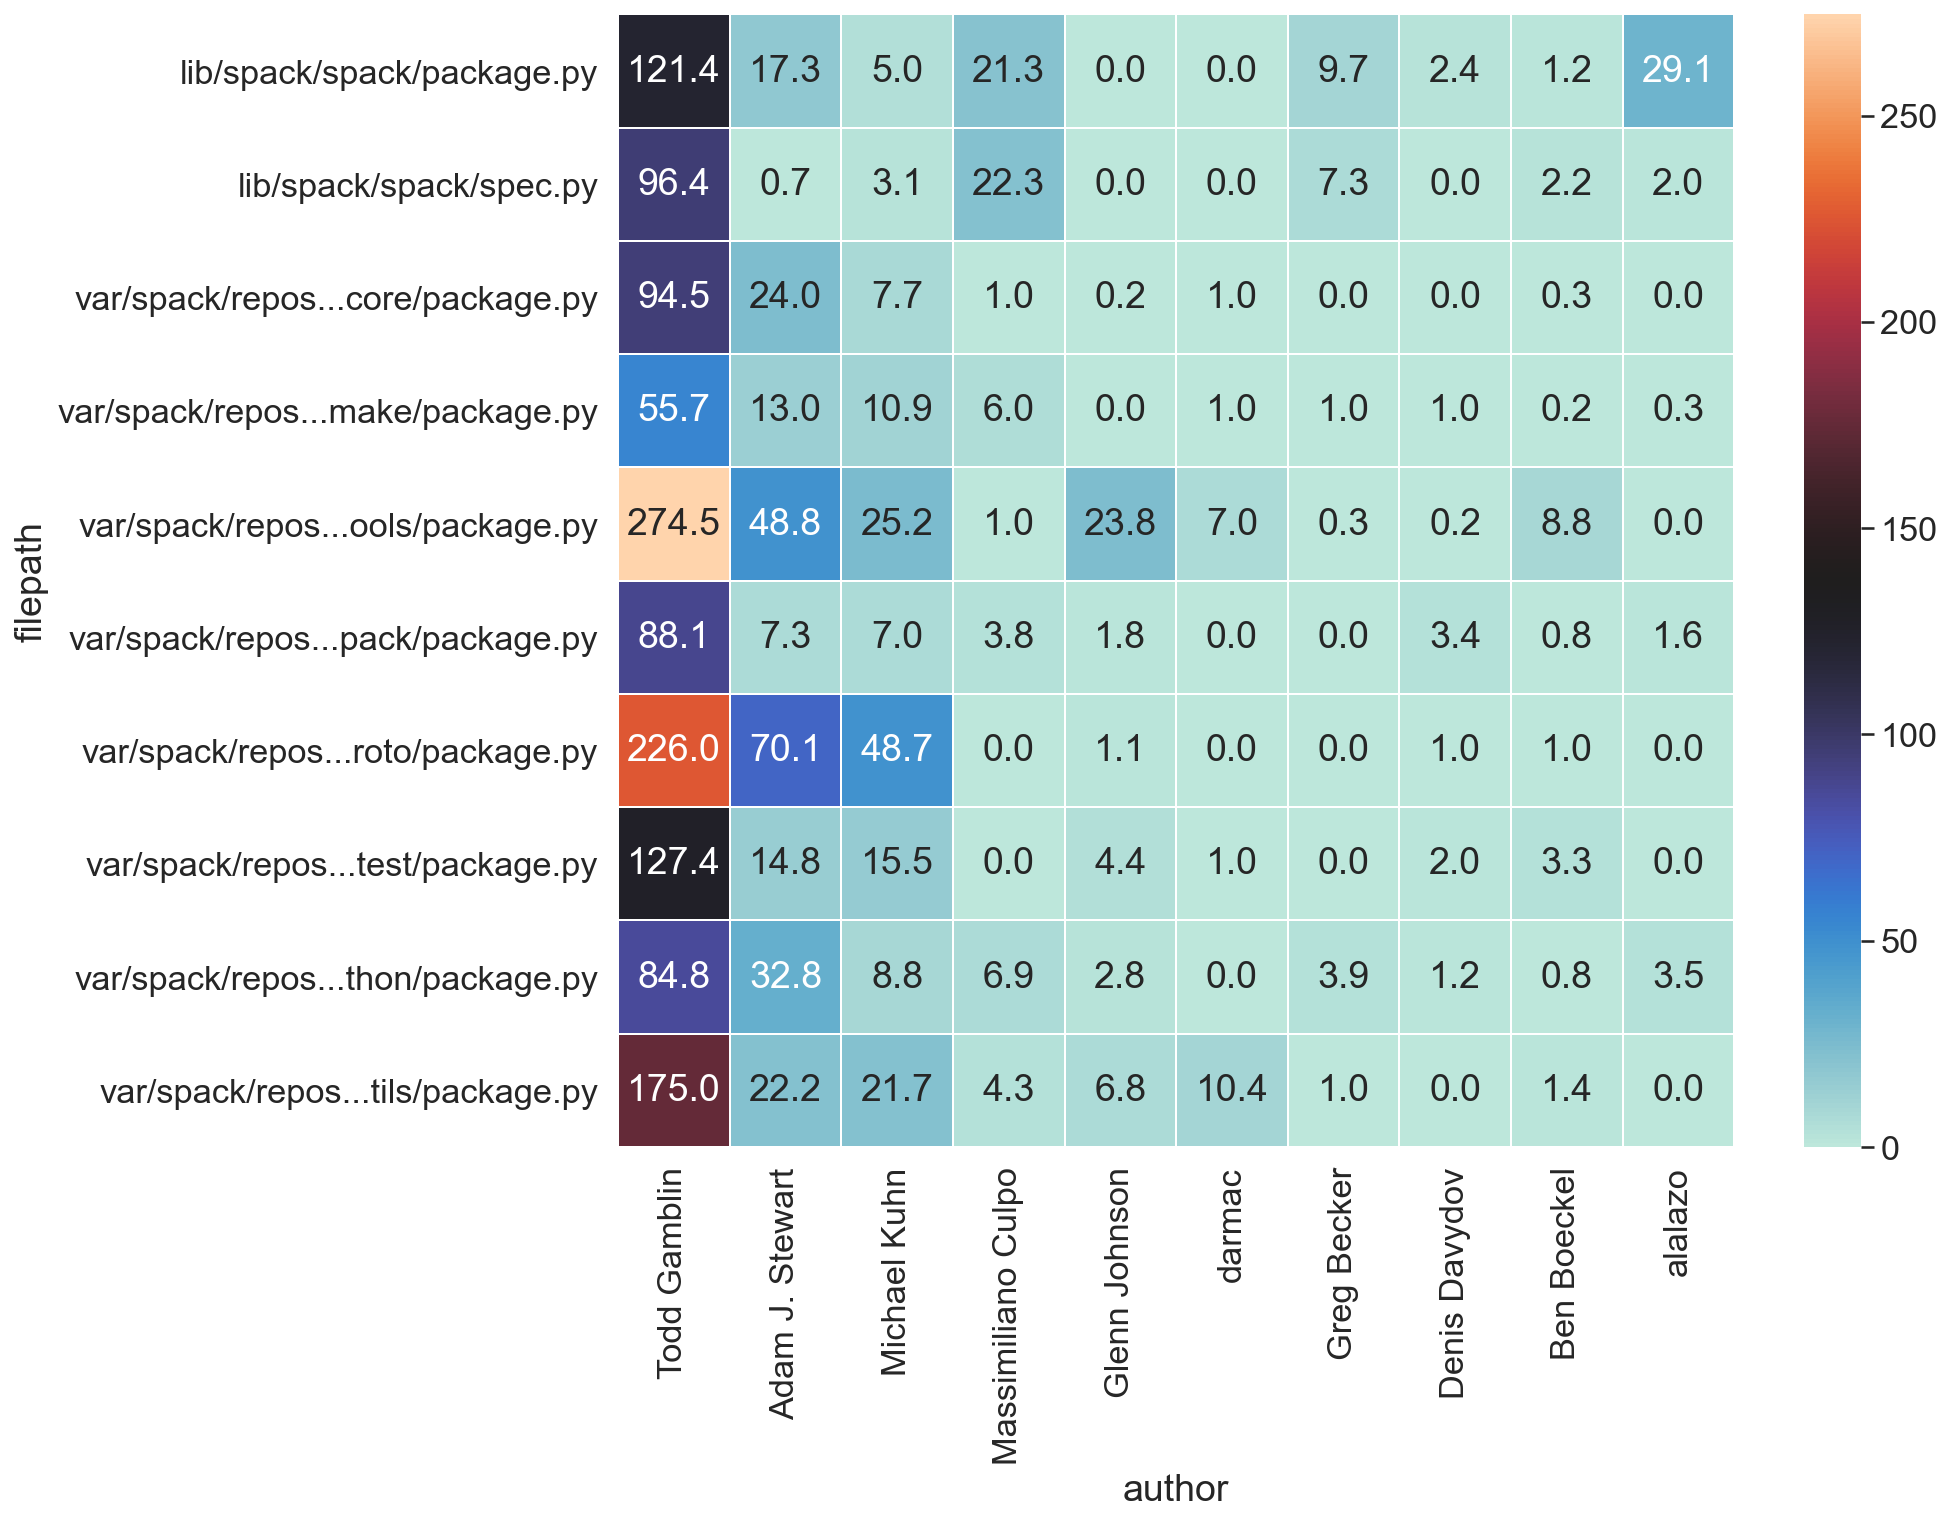 lib/spack/spack/package.py 121.4 17.3 5.0 21.3 0.0 0.0 9.7 2.4 1.2 29.1
lib/spack/spack/spec.py 96.4 0.7 3.1 22.3 0.0 0.0 7.3 0.0 2.2 2.0
var/spack/repos...core/package.py 94.5 24.0 7.7 1.0 0.2 1.0 0.0 0.0 0.3 0.0
var/spack/repos...make/package.py 55.7 13.0 10.9 6.0 0.0 1.0 1.0 1.0 0.2 0.3
var/spack/repos...ools/package.py 274.5 48.8 25.2 1.0 23.8 7.0 0.3 0.2 8.8 0.0
var/spack/repos...pack/package.py 88.1 7.3 7.0 3.8 1.8 0.0 0.0 3.4 0.8 1.6
var/spack/repos...roto/package.py 226.0 70.1 48.7 0.0 1.1 0.0 0.0 1.0 1.0 0.0
var/spack/repos...test/package.py 127.4 14.8 15.5 0.0 4.4 1.0 0.0 2.0 3.3 0.0
var/spack/repos...thon/package.py 84.8 32.8 8.8 6.9 2.8 0.0 3.9 1.2 0.8 3.5
var/spack/repos...tils/package.py 175.0 22.2 21.7 4.3 6.8 10.4 1.0 0.0 1.4 0.0
filepath
Todd Gamblin
Adam J. Stewart
Michael Kuhn
Massimiliano Culpo
Glenn Johnson
darmac
Greg Becker
Denis Davydov
Ben Boeckel
alalazo
author
250
200
150
100
50
0